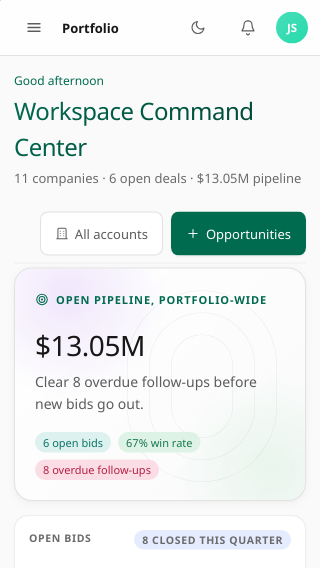 Portfolio
JS
Good afternoon
Workspace Command
Center
11 companies · 6 open deals · $13.05M pipeline
All accounts
Opportunities
OPEN PIPELINE, PORTFOLIO-WIDE
$13.05M
Clear 8 overdue follow-ups before
new bids go out.
6 open bids
67% win rate
8 overdue follow-ups
OPEN BIDS
8 CLOSED THIS QUARTER